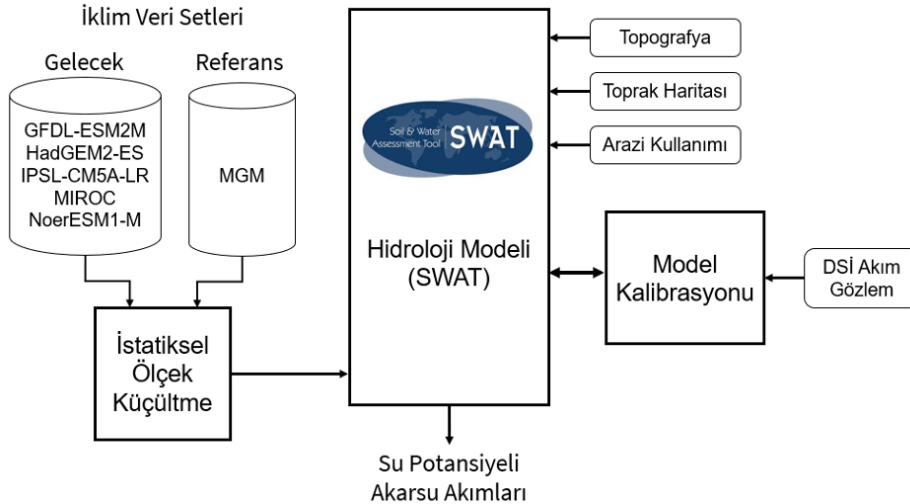 İklim Veri Setleri
Gelecek
Referans
GFDL-ESM2M
HadGEM2-ES
IPSL-CM5A-LR
MIROC
NoerESM1-M
MGM
İstatiksel
Ölçek
Küçültme
Soil & Water
Assessment Tool
SWAT
Hidroloji Modeli
(SWAT)
Topografya
Toprak Haritası
Arazi Kullanımı
Model
Kalibrasyonu
DSİ Akım
Gözlem
Su Potansiyeli
Akarsu Akımları